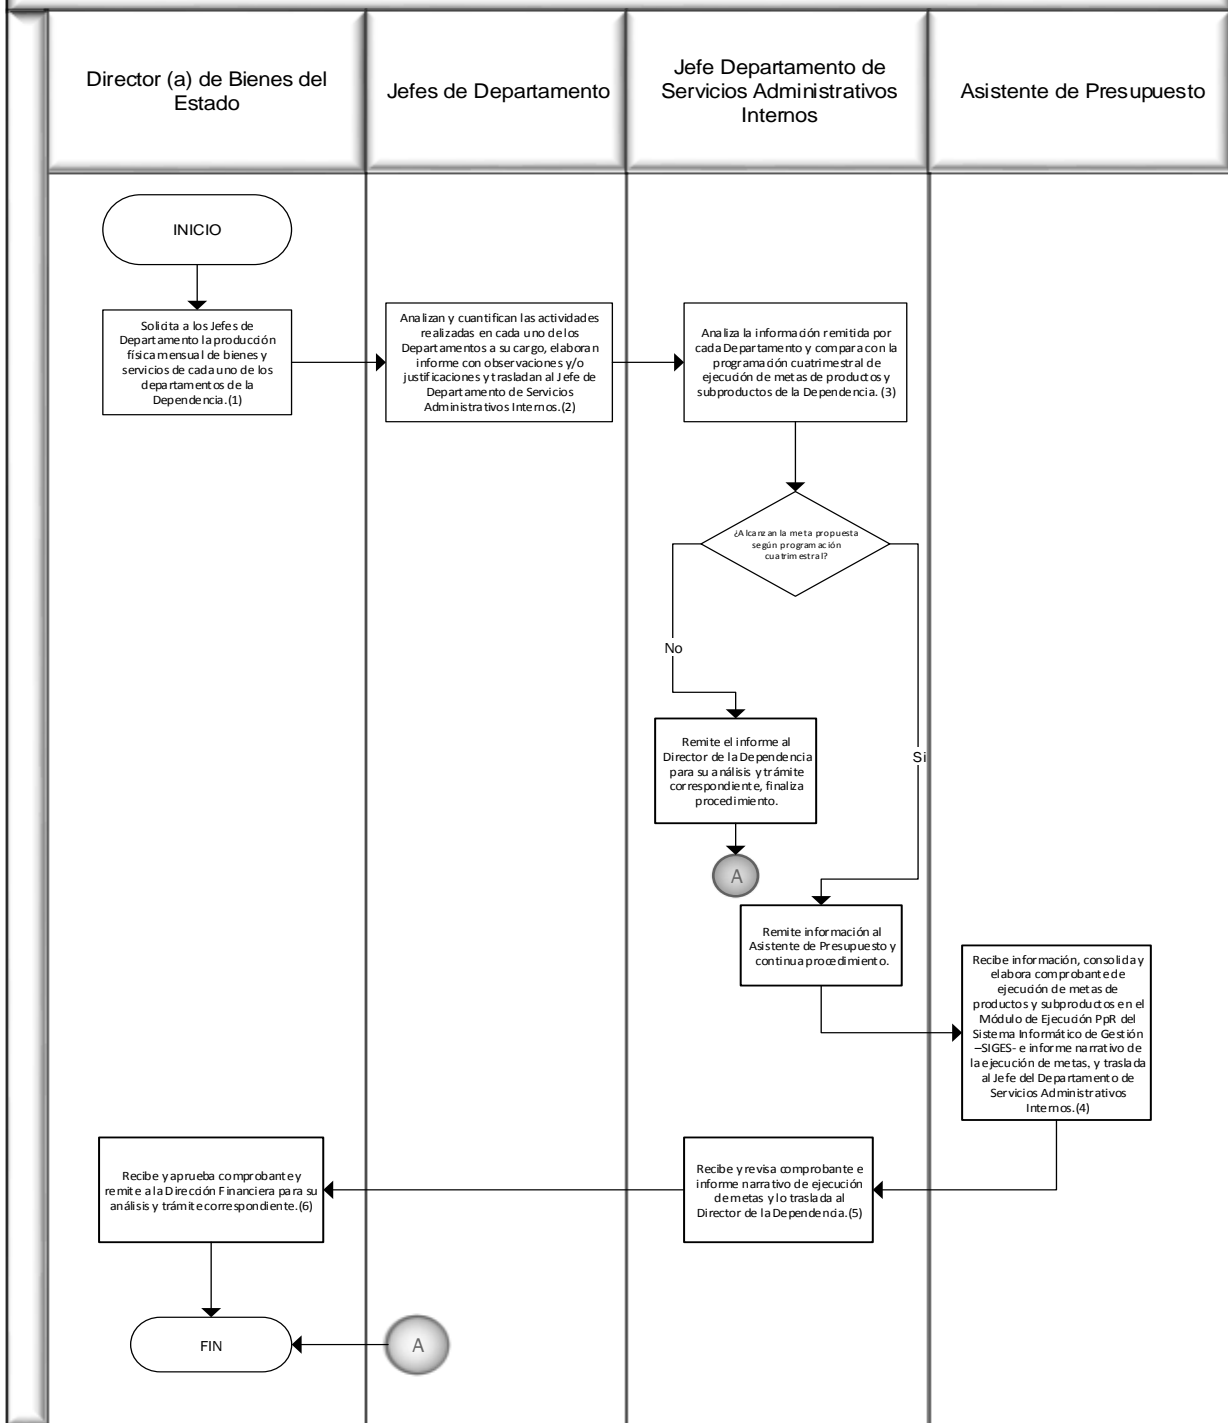 Director (a) de Bienes del
Estado
Jefes de Departamento
Jefe Departamento de
Servicios Administrativos
Internos
Asistente de Presupuesto
INICIO
Solicita a los Jefes de
Departamento la producción
física mensual de bienes y
servicios de cada uno de los
departamentos de la
Dependencia.(1)
Analizan y cuantifican las actividades
realizadas en cada uno de los
Departamentos a su cargo, elaboran
informe con observaciones y/o
justificaciones y trasladan al Jefe de
Departamento de Servicios
Administrativos Internos.(2)
Analiza la información remitida por
cada Departamento y compara con la
programación cuatrimestral de
ejecución de metas de productos y
subproductos de la Dependencia. (3)
¿Alcanzan la meta propuesta
según programación
cuatrimestral?
No
Si
Remite el informe al
Director de la Dependencia
para su análisis y trámite
correspondiente, finaliza
procedimiento.
A
Remite información al
Asistente de Presupuesto y
continua procedimiento.
Recibe información, consolida y
elabora comprobante de
ejecución de metas de
productos y subproductos en el
Módulo de Ejecución PpR del
Sistema Informático de Gestión
–SIGES- e informe narrativo de
la ejecución de metas, y traslada
al Jefe del Departamento de
Servicios Administrativos
Internos.(4)
Recibe y revisa comprobante e
informe narrativo de ejecución
de metas y lo traslada al
Director de la Dependencia.(5)
Recibe y aprueba comprobante y
remite a la Dirección Financiera para su
análisis y trámite correspondiente.(6)
FIN
A